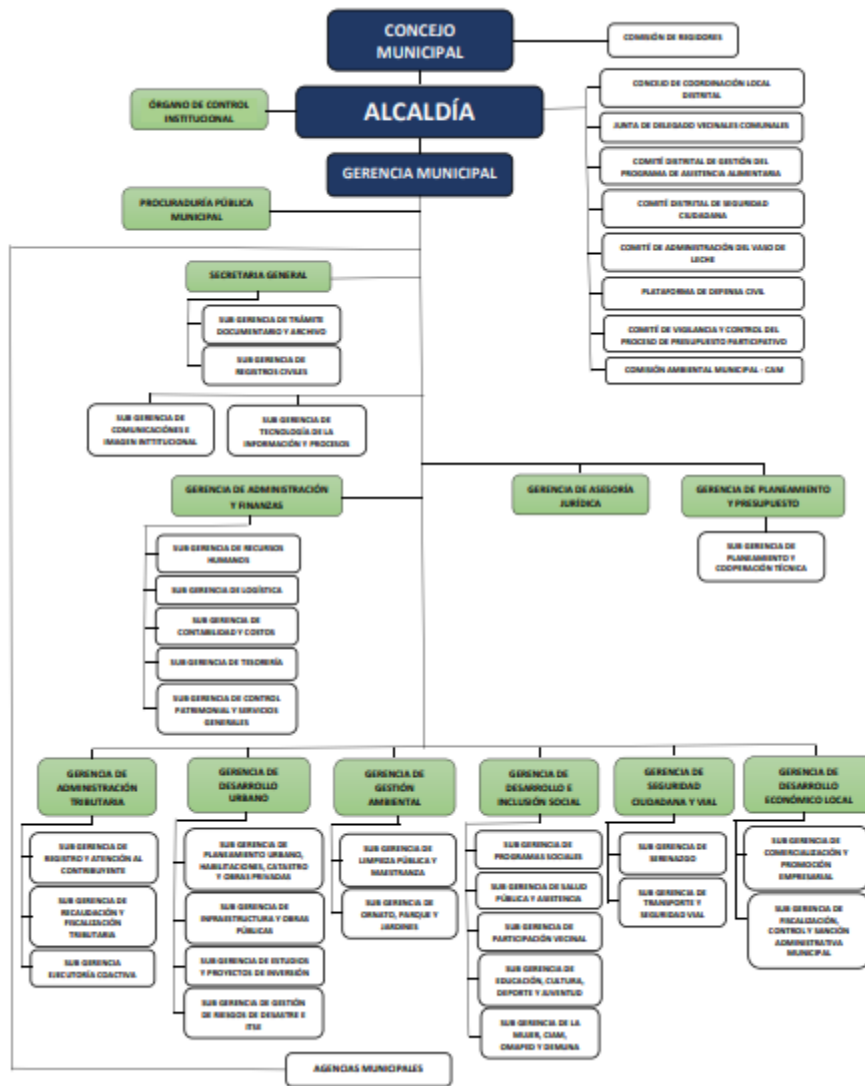 CONCEJO
MUNICIPAL
COMISIÓN DE REGIDORES
ALCALDÍA
ÓRGANO DE CONTROL
INSTITUCIONAL
CONCEJO DE COORDINACIÓN LOCAL
DISTRITAL
JUNTA DE DELEGADO VECINALES COMUNALES
COMITÉ DISTRITAL DE GESTIÓN DEL
PROGRAMA DE ASISTENCIA ALIMENTARIA
COMITÉ DISTRITAL DE SEGURIDAD
CIUDADANA
COMITÉ DE ADMINISTRACIÓN DEL VASO DE
LECHE
PLATAFORMA DE DEFENSA CIVIL
COMITÉ DE VIGILANCIA Y CONTROL DEL
PROCESO DE PRESUPUESTO PARTICIPATIVO
COMISIÓN AMBIENTAL MUNICIPAL - CAM
GERENCIA MUNICIPAL
PROCURADURÍA PÚBLICA
MUNICIPAL
SECRETARIA GENERAL
SUB GERENCIA DE TRÁMITE
DOCUMENTARIO Y ARCHIVO
SUB GERENCIA DE
REGISTROS CIVILES
SUB GERENCIA DE
COMUNICACIÓNES E
IMAGEN INTTITUCIONAL
SUB GERENCIA DE
TECNOLOGÍA DE LA
INFORMACIÓN Y PROCESOS
GERENCIA DE ADMINISTRACIÓN
Y FINANZAS
GERENCIA DE ASESORÍA
JURÍDICA
GERENCIA DE PLANEAMIENTO
Y PRESUPUESTO
SUB GERENCIA DE
PLANEAMIENTO Y
COOPERACIÓN TÉCNICA
SUB GERENCIA DE RECURSOS
HUMANOS
SUB GERENCIA DE LOGÍSTICA
SUB GERENCIA DE
CONTABILIDAD Y COSTOS
SUB GERENCIA DE TESORERÍA
SUB GERENCIA DE CONTROL
PATRIMONIAL Y SERVICIOS
GENERALES
GERENCIA DE
ADMINISTRACIÓN
TRIBUTARIA
SUB GERENCIA DE
REGISTRO Y ATENCIÓN AL
CONTRIBUYENTE
SUB GERENCIA DE
RECAUDACIÓN Y
FISCALIZACIÓN
TRIBUTARIA
SUB GERENCIA
EJECUTORÍA COACTIVA
GERENCIA DE
DESARROLLO
URBANO
SUB GERENCIA DE
PLANEAMIENTO URBANO,
HABILITACIONES, CATASTRO
Y OBRAS PRIVADAS
SUB GERENCIA DE
INFRAESTRUCTURA Y OBRAS
PÚBLICAS
SUB GERENCIA DE ESTUDIOS
Y PROYECTOS DE INVERSIÓN
SUB GERENCIA DE GESTIÓN
DE RIESGOS DE DESASTRE E
ITSE
GERENCIA DE
GESTIÓN
AMBIENTAL
SUB GERENCIA DE
LIMPIEZA PÚBLICA Y
MAESTRANZA
SUB GERENCIA DE
ORNATO, PARQUE Y
JARDINES
GERENCIA DE
DESARROLLO E
INCLUSIÓN SOCIAL
SUB GERENCIA DE
PROGRAMAS SOCIALES
SUB GERENCIA DE SALUD
PÚBLICA Y ASISTENCIA
SUB GERENCIA DE
PARTICIPACIÓN VECINAL
SUB GERENCIA DE
EDUCACIÓN, CULTURA,
DEPORTE Y JUVENTUD
SUB GERENCIA DE LA
MUJER, CIAM,
OMAPED Y DEMUNA
GERENCIA DE
SEGURIDAD
CIUDADANA Y VIAL
SUB GERENCIA DE
SERENAZGO
SUB GERENCIA DE
TRANSPORTE Y
SEGURIDAD VIAL
GERENCIA DE
DESARROLLO
ECONÓMICO LOCAL
SUB GERENCIA DE
COMERCIALIZACIÓN Y
PROMOCIÓN
EMPRESARIAL
SUB GERENCIA DE
FISCALIZACIÓN,
CONTROL Y SANCIÓN
ADMINISTRATIVA
MUNICIPAL
AGENCIAS MUNICIPALES